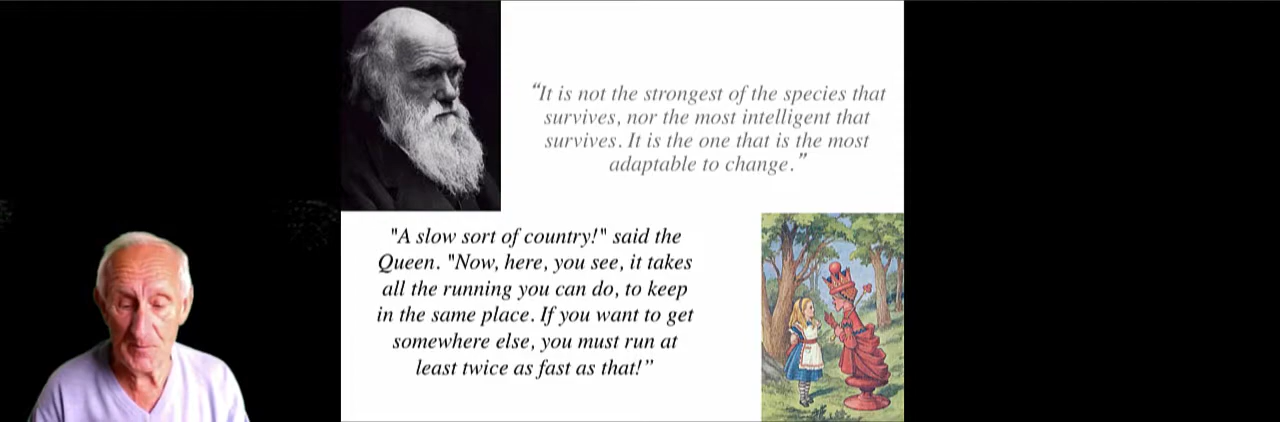 “It is not the strongest of the species that
survives, nor the most intelligent that
survives. It is the one that is the most
adaptable to change.”
"A slow sort of country!" said the
Queen. "Now, here, you see, it takes
all the running you can do, to keep
in the same place. If you want to get
somewhere else, you must run at
least twice as fast as that!”